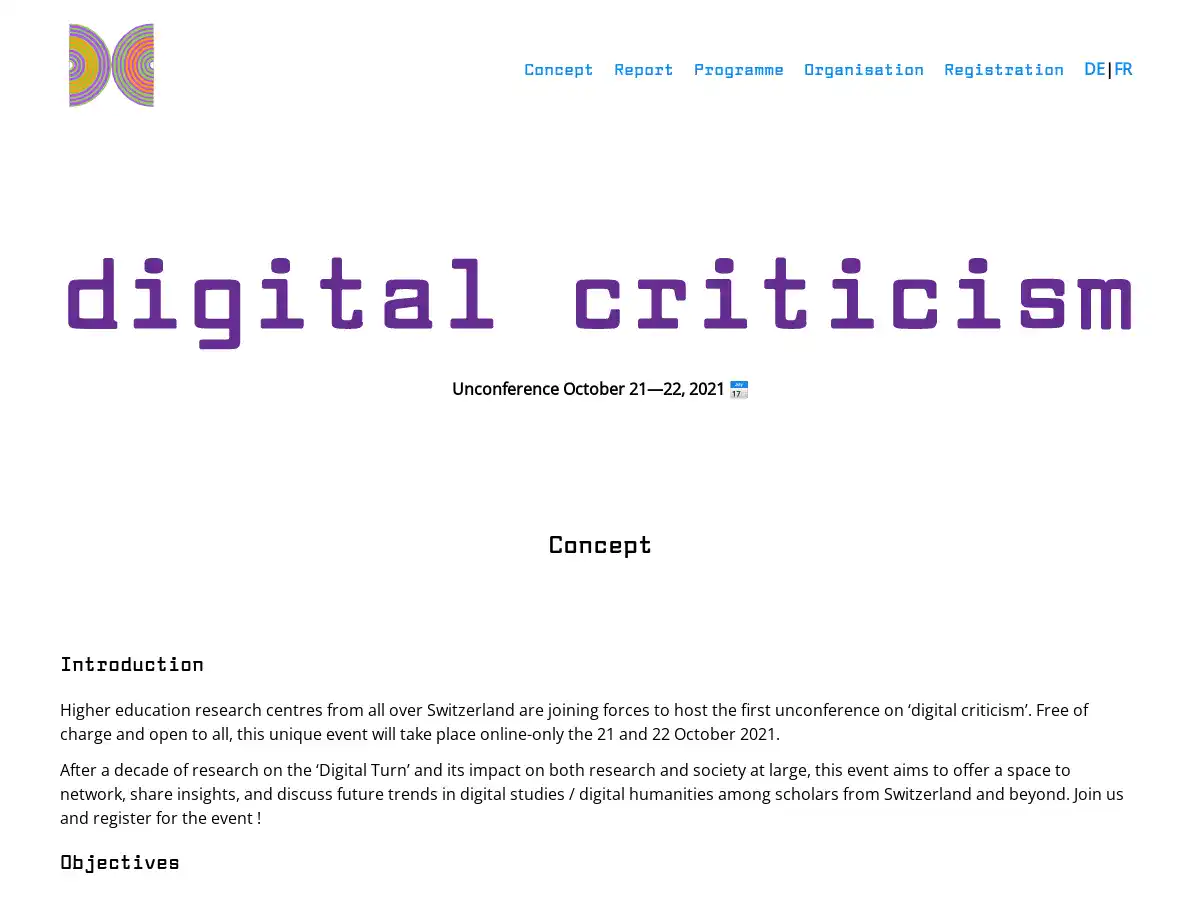 Concept Report Programme Organisation Registration DE|FR
digital criticism
Unconference October 21—22, 2021
Concept
Introduction
Higher education research centres from all over Switzerland are joining forces to host the first unconference on ‘digital criticism’. Free of
charge and open to all, this unique event will take place online-only the 21 and 22 October 2021.
After a decade of research on the ‘Digital Turn’ and its impact on both research and society at large, this event aims to offer a space to
network, share insights, and discuss future trends in digital studies / digital humanities among scholars from Switzerland and beyond. Join us
and register for the event !
Objectives